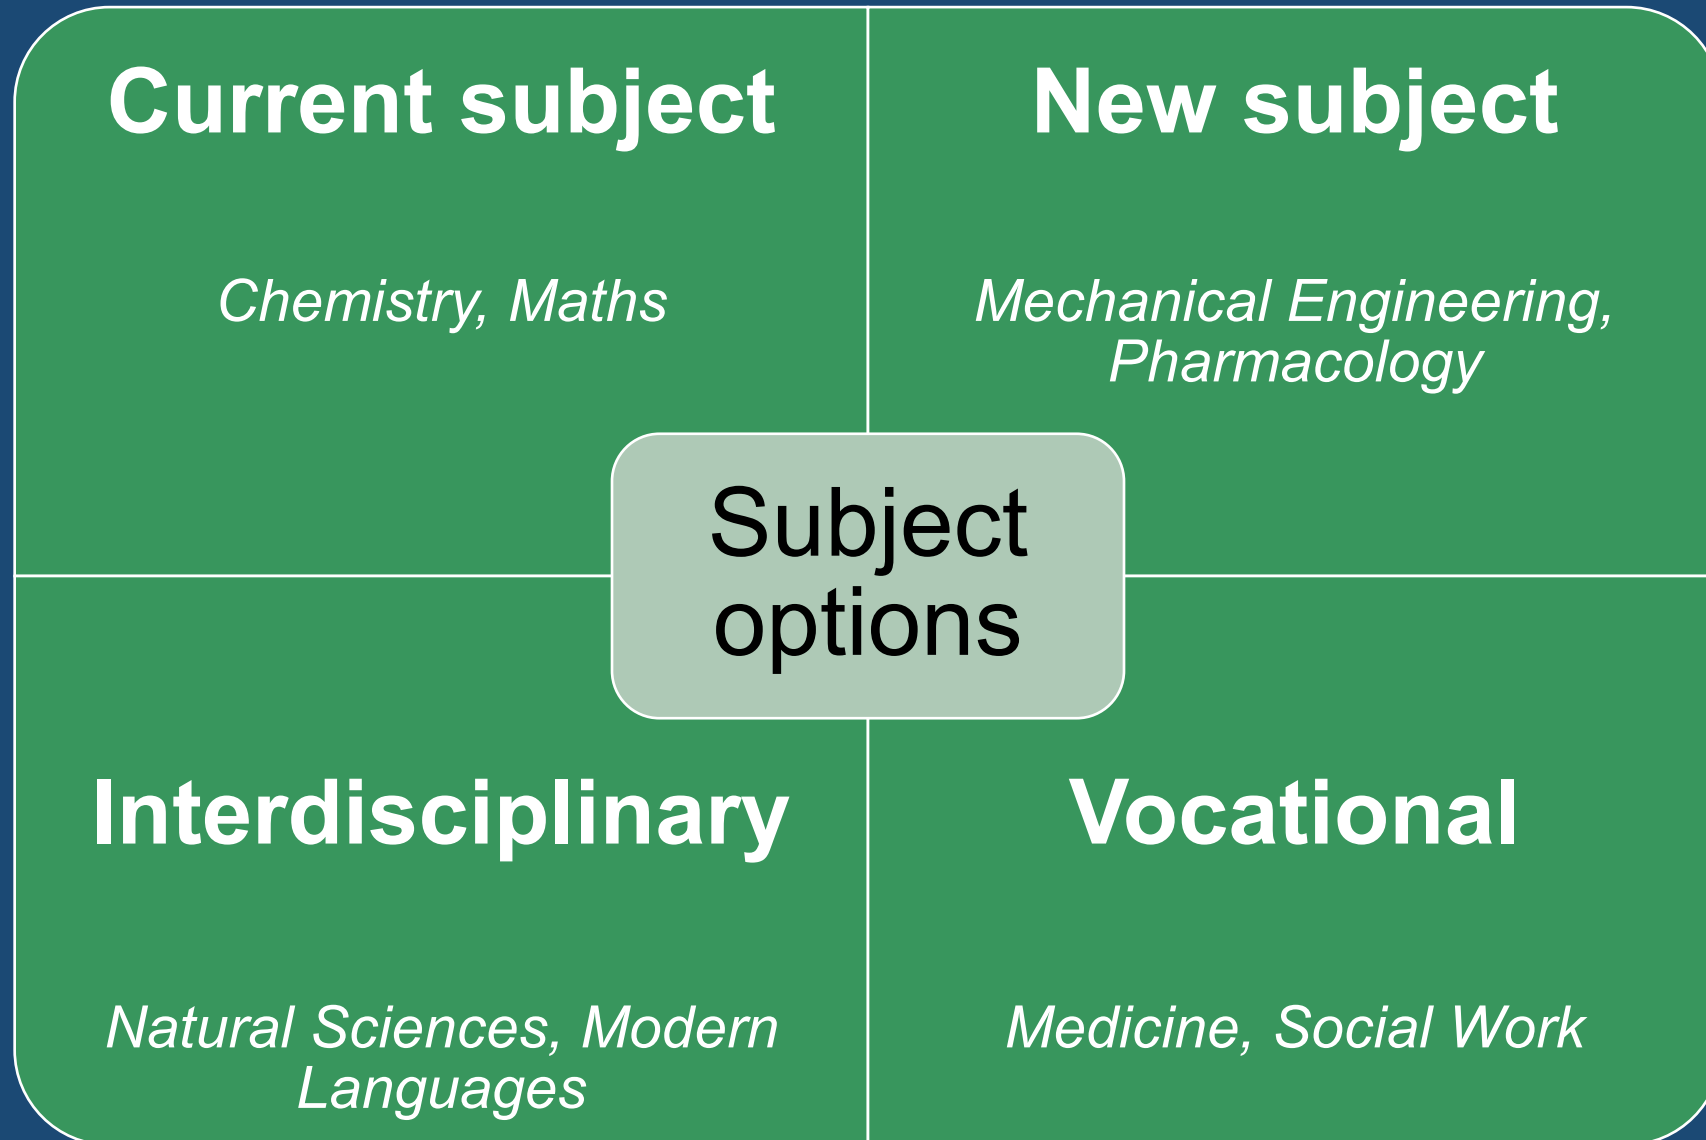 Current subject
Chemistry, Maths
New subject
Mechanical Engineering,
Pharmacology
Subject
options
Interdisciplinary
Natural Sciences, Modern
Languages
Vocational
Medicine, Social Work